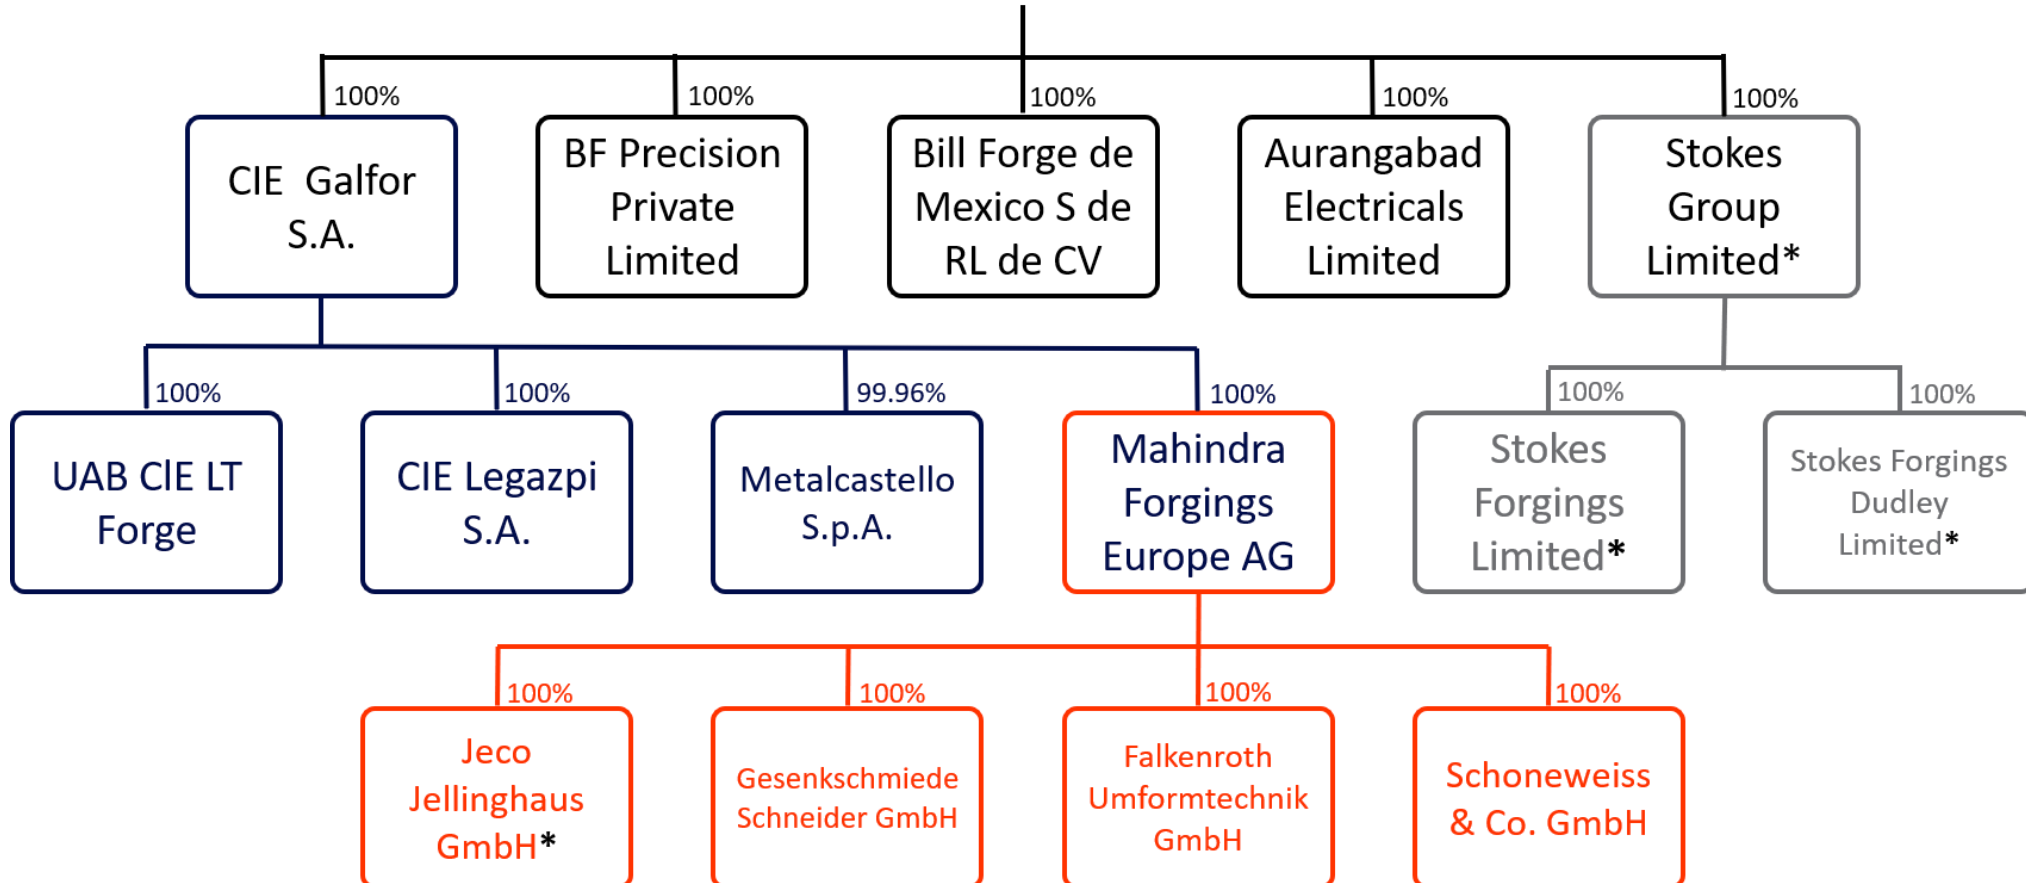 100%
100%
100%
100%
100%
CIE  Galfor
S.A.
BF Precision
Private
Limited
Bill Forge de
Mexico S de
RL de CV
Aurangabad
Electricals
Limited
Stokes
Group
Limited*
100%
100%
99.96%
100%
100%
100%
UAB CIE LT
Forge
CIE Legazpi
S.A.
Metalcastello
S.p.A.
Mahindra
Forgings
Europe AG
Stokes
Forgings
Limited*
Stokes Forgings
Dudley
Limited*
100%
100%
100%
100%
Jeco
Jellinghaus
GmbH*
Gesenkschmiede
Schneider GmbH
Falkenroth
Umformtechnik
GmbH
Schoneweiss
& Co. GmbH